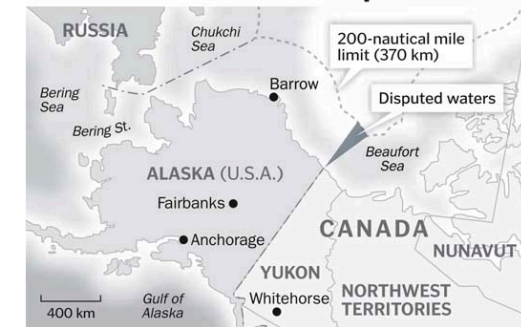 RUSSIA
Chukchi
Sea
200-nautical mile
limit (370 km)
Bering
Sea
Barrow
Disputed waters
Bering St.
Beaufort
Sea
ALASKA (U.S.A.)
Fairbanks
CANADA
Anchorage
NUNAVUT
YUKON
400 km
Gulf of
Alaska
Whitehorse
NORTHWEST
TERRITORIES